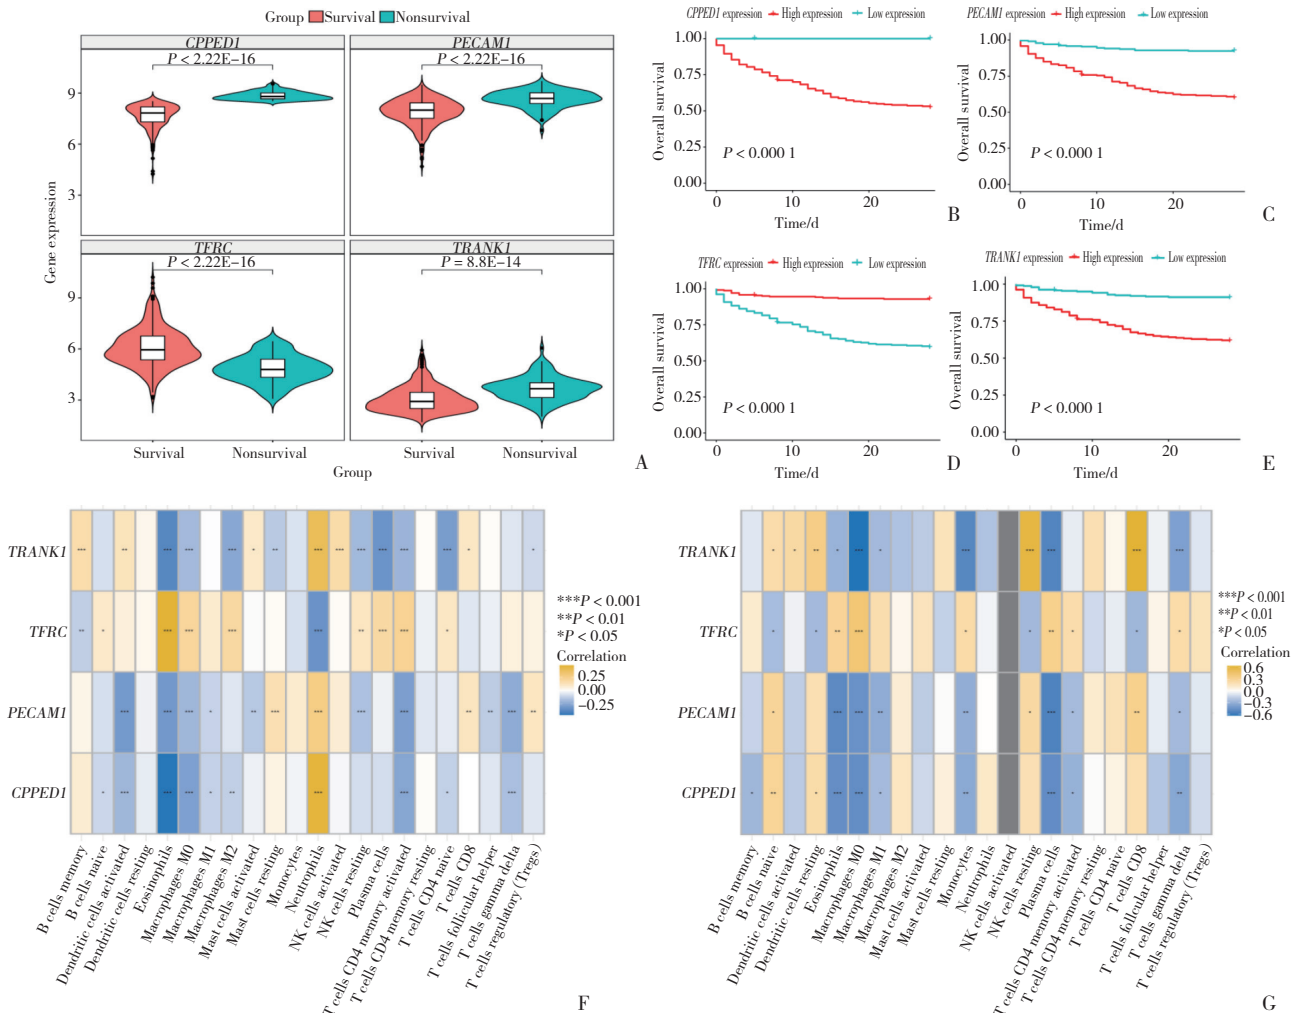 Group Survival Nonsurvival
CPPED1
PECAM1
P < 2.22E−16
P < 2.22E−16
TFRC
TRANK1
P < 2.22E−16
P = 8.8E−14
9
6
3
9
6
3
Gene expression
Survival
Nonsurvival
Survival
Nonsurvival
Group
A
CPPED1 expression High expression Low expression
1.00
0.75
0.50
0.25
0.00
Overall survival
P < 0.000 1
0
10
20
Time/d
B
PECAM1 expression High expression Low expression
1.00
0.75
0.50
0.25
0.00
Overall survival
P < 0.000 1
0
10
20
Time/d
C
TFRC expression High expression Low expression
1.00
0.75
0.50
0.25
0.00
Overall survival
P < 0.000 1
0
10
20
Time/d
D
TRANK1 expression High expression Low expression
1.00
0.75
0.50
0.25
0.00
Overall survival
P < 0.000 1
0
10
20
Time/d
E
TRANK1
TFRC
PECAM1
CPPED1
***P < 0.001
**P < 0.01
*P < 0.05
Correlation
0.25
0.00
−0.25
B cells memory
B cells naive
Dendritic cells activated
Dendritic cells resting
Eosinophils
Macrophages M0
Macrophages M1
Macrophages M2
Mast cells activated
Mast cells resting
Monocytes
Neutrophils
NK cells activated
NK cells resting
Plasma cells
T cells CD4 memory activated
T cells CD4 memory resting
T cells CD4 naive
T cells CD8
T cells follicular helper
T cells gamma delta
T cells regulatory (Tregs)
F
TRANK1
TFRC
PECAM1
CPPED1
***P < 0.001
**P < 0.01
*P < 0.05
Correlation
0.6
0.3
0.0
−0.3
−0.6
B cells memory
B cells naive
Dendritic cells activated
Dendritic cells resting
Eosinophils
Macrophages M0
Macrophages M1
Macrophages M2
Mast cells activated
Mast cells resting
Monocytes
Neutrophils
NK cells activated
NK cells resting
Plasma cells
T cells CD4 memory activated
T cells CD4 memory resting
T cells CD4 naive
T cells CD8
T cells follicular helper
T cells gamma delta
T cells regulatory (Tregs)
G